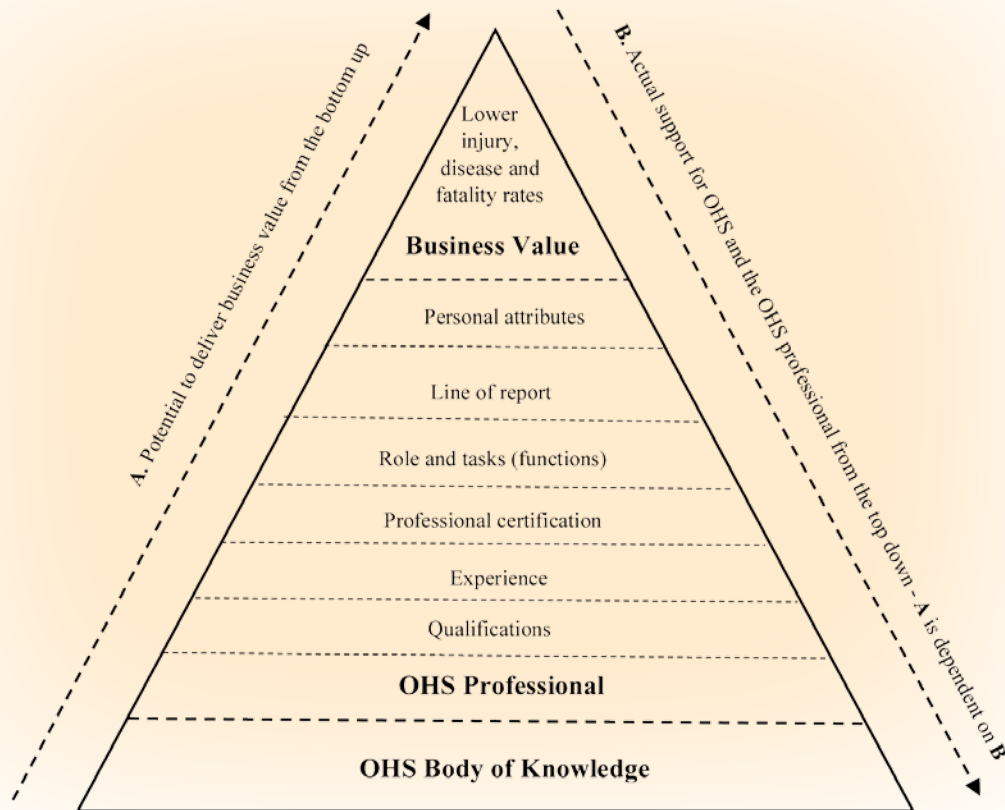 A. Potential to deliver business value from the bottom up
B. Actual support for OHS and the OHS professional from the top down - A is dependent on B
Lower
injury,
disease and
fatality rates
Business Value
Personal attributes
Line of report
Role and tasks (functions)
Professional certification
Experience
Qualifications
OHS Professional
OHS Body of Knowledge